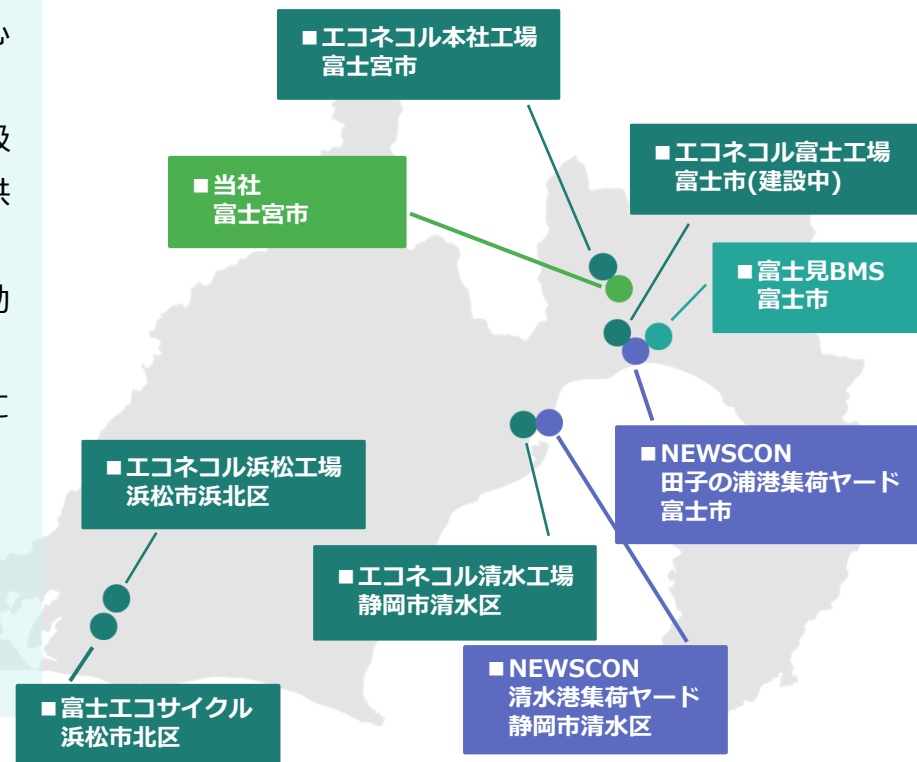 心
扱
供
動
に
■エコネコル本社工場
富士宮市
■当社
富士宮市
■エコネコル富士工場
富士市(建設中)
■富士見BMS
富士市
■NEWSCON
田子の浦港集荷ヤード
富士市
■エコネコル浜松工場
浜松市浜北区
■エコネコル清水工場
静岡市清水区
■NEWSCON
清水港集荷ヤード
静岡市清水区
■富士エコサイクル
浜松市北区